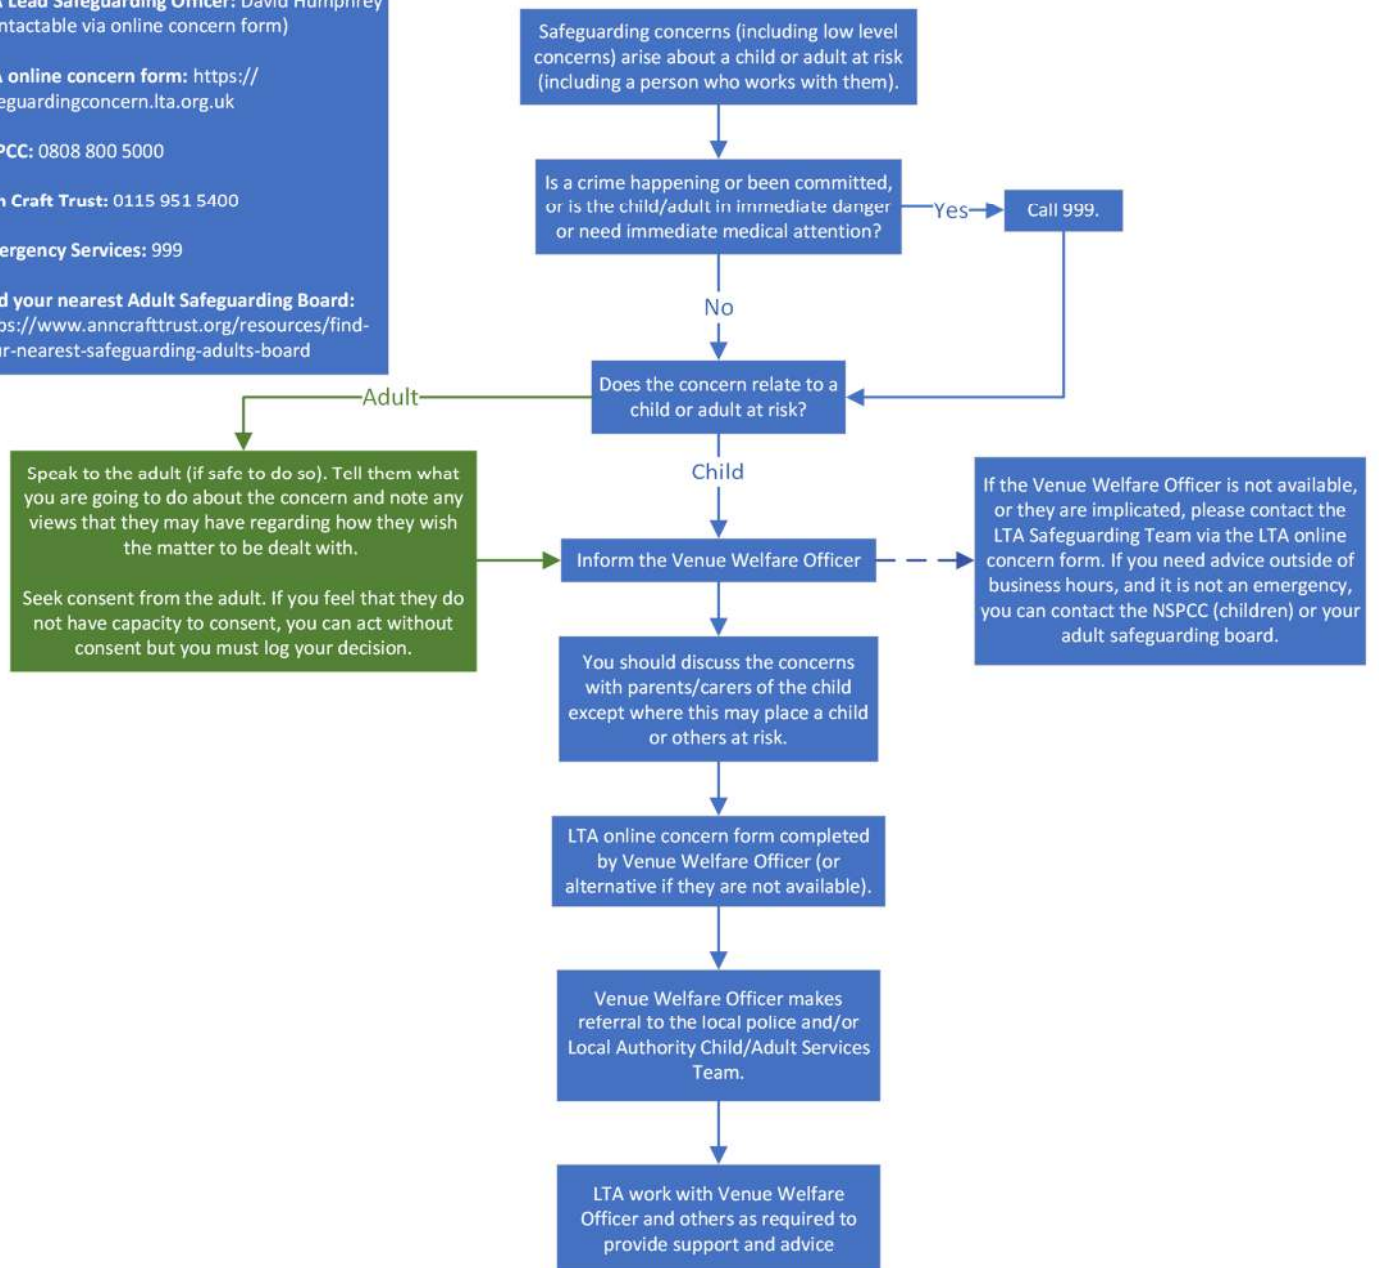 Lead Safeguarding Officer: David Humphrey
ntactable via online concern form)
online concern form: https://
eguardingconcern.lta.org.uk
PCC: 0808 800 5000
n Craft Trust: 0115 951 5400
ergency Services: 999
d your nearest Adult Safeguarding Board:
ps://www.anncrafttrust.org/resources/find-
ur-nearest-safeguarding-adults-board
Safeguarding concerns (including low level
concerns) arise about a child or adult at risk
(including a person who works with them).
Is a crime happening or been committed,
or is the child/adult in immediate danger
or need immediate medical attention?
Yes
Call 999.
No
Does the concern relate to a
child or adult at risk?
Adult
Speak to the adult (if safe to do so). Tell them what
you are going to do about the concern and note any
views that they may have regarding how they wish
the matter to be dealt with.
Seek consent from the adult. If you feel that they do
not have capacity to consent, you can act without
consent but you must log your decision.
Child
Inform the Venue Welfare Officer
If the Venue Welfare Officer is not available,
or they are implicated, please contact the
LTA Safeguarding Team via the LTA online
concern form. If you need advice outside of
business hours, and it is not an emergency,
you can contact the NSPCC (children) or your
adult safeguarding board.
You should discuss the concerns
with parents/carers of the child
except where this may place a child
or others at risk.
LTA online concern form completed
by Venue Welfare Officer (or
alternative if they are not available).
Venue Welfare Officer makes
referral to the local police and/or
Local Authority Child/Adult Services
Team.
LTA work with Venue Welfare
Officer and others as required to
provide support and advice